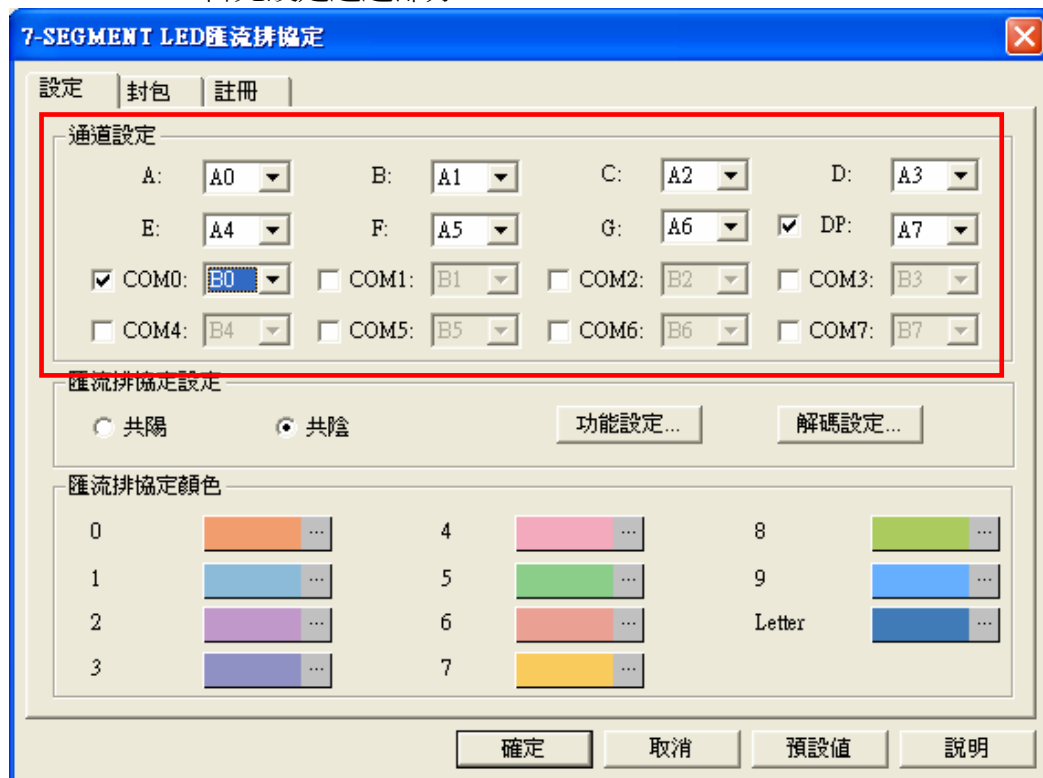 7-SEGMENT LED匯流排協定
設定 封包 註冊
通道設定
A: A0 B: A1 C: A2 D: A3
E: A4 F: A5 G: A6 DP: A7
COM0: B0 COM1: B1 COM2: B2 COM3: B3
COM4: B4 COM5: B5 COM6: B6 COM7: B7
匯流排協定設定
共陽 共陰 功能設定... 解碼設定...
匯流排協定顏色
0 ... 4 ... 8 ...
1 ... 5 ... 9 ...
2 ... 6 ... Letter ...
3 ... 7 ...
確定 取消 預設值 說明